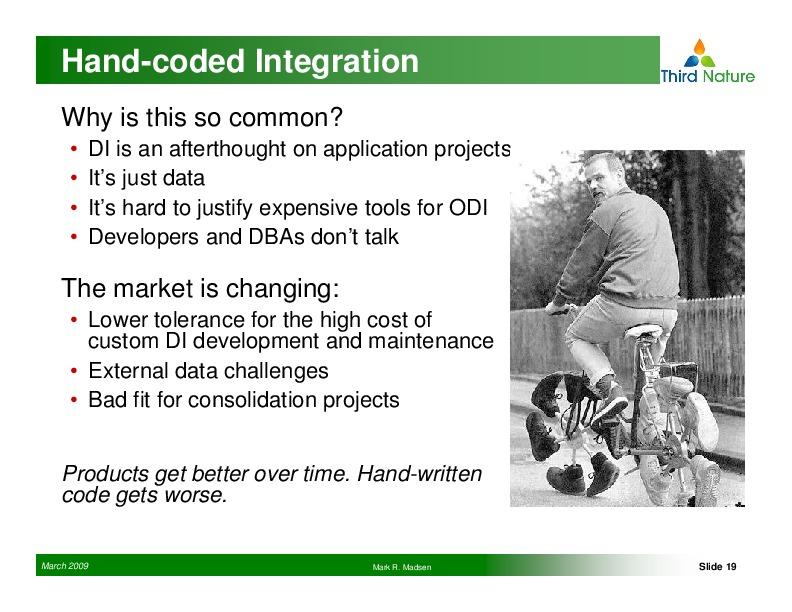 Hand-coded Integration
Third Nature
Why is this so common?
• DI is an afterthought on application projects
• It's just data
• It's hard to justify expensive tools for ODI
• Developers and DBAs don't talk
The market is changing:
• Lower tolerance for the high cost of
custom DI development and maintenance
• External data challenges
• Bad fit for consolidation projects
Products get better over time. Hand-written
code gets worse.
March 2009
Mark R. Madsen
Slide 19